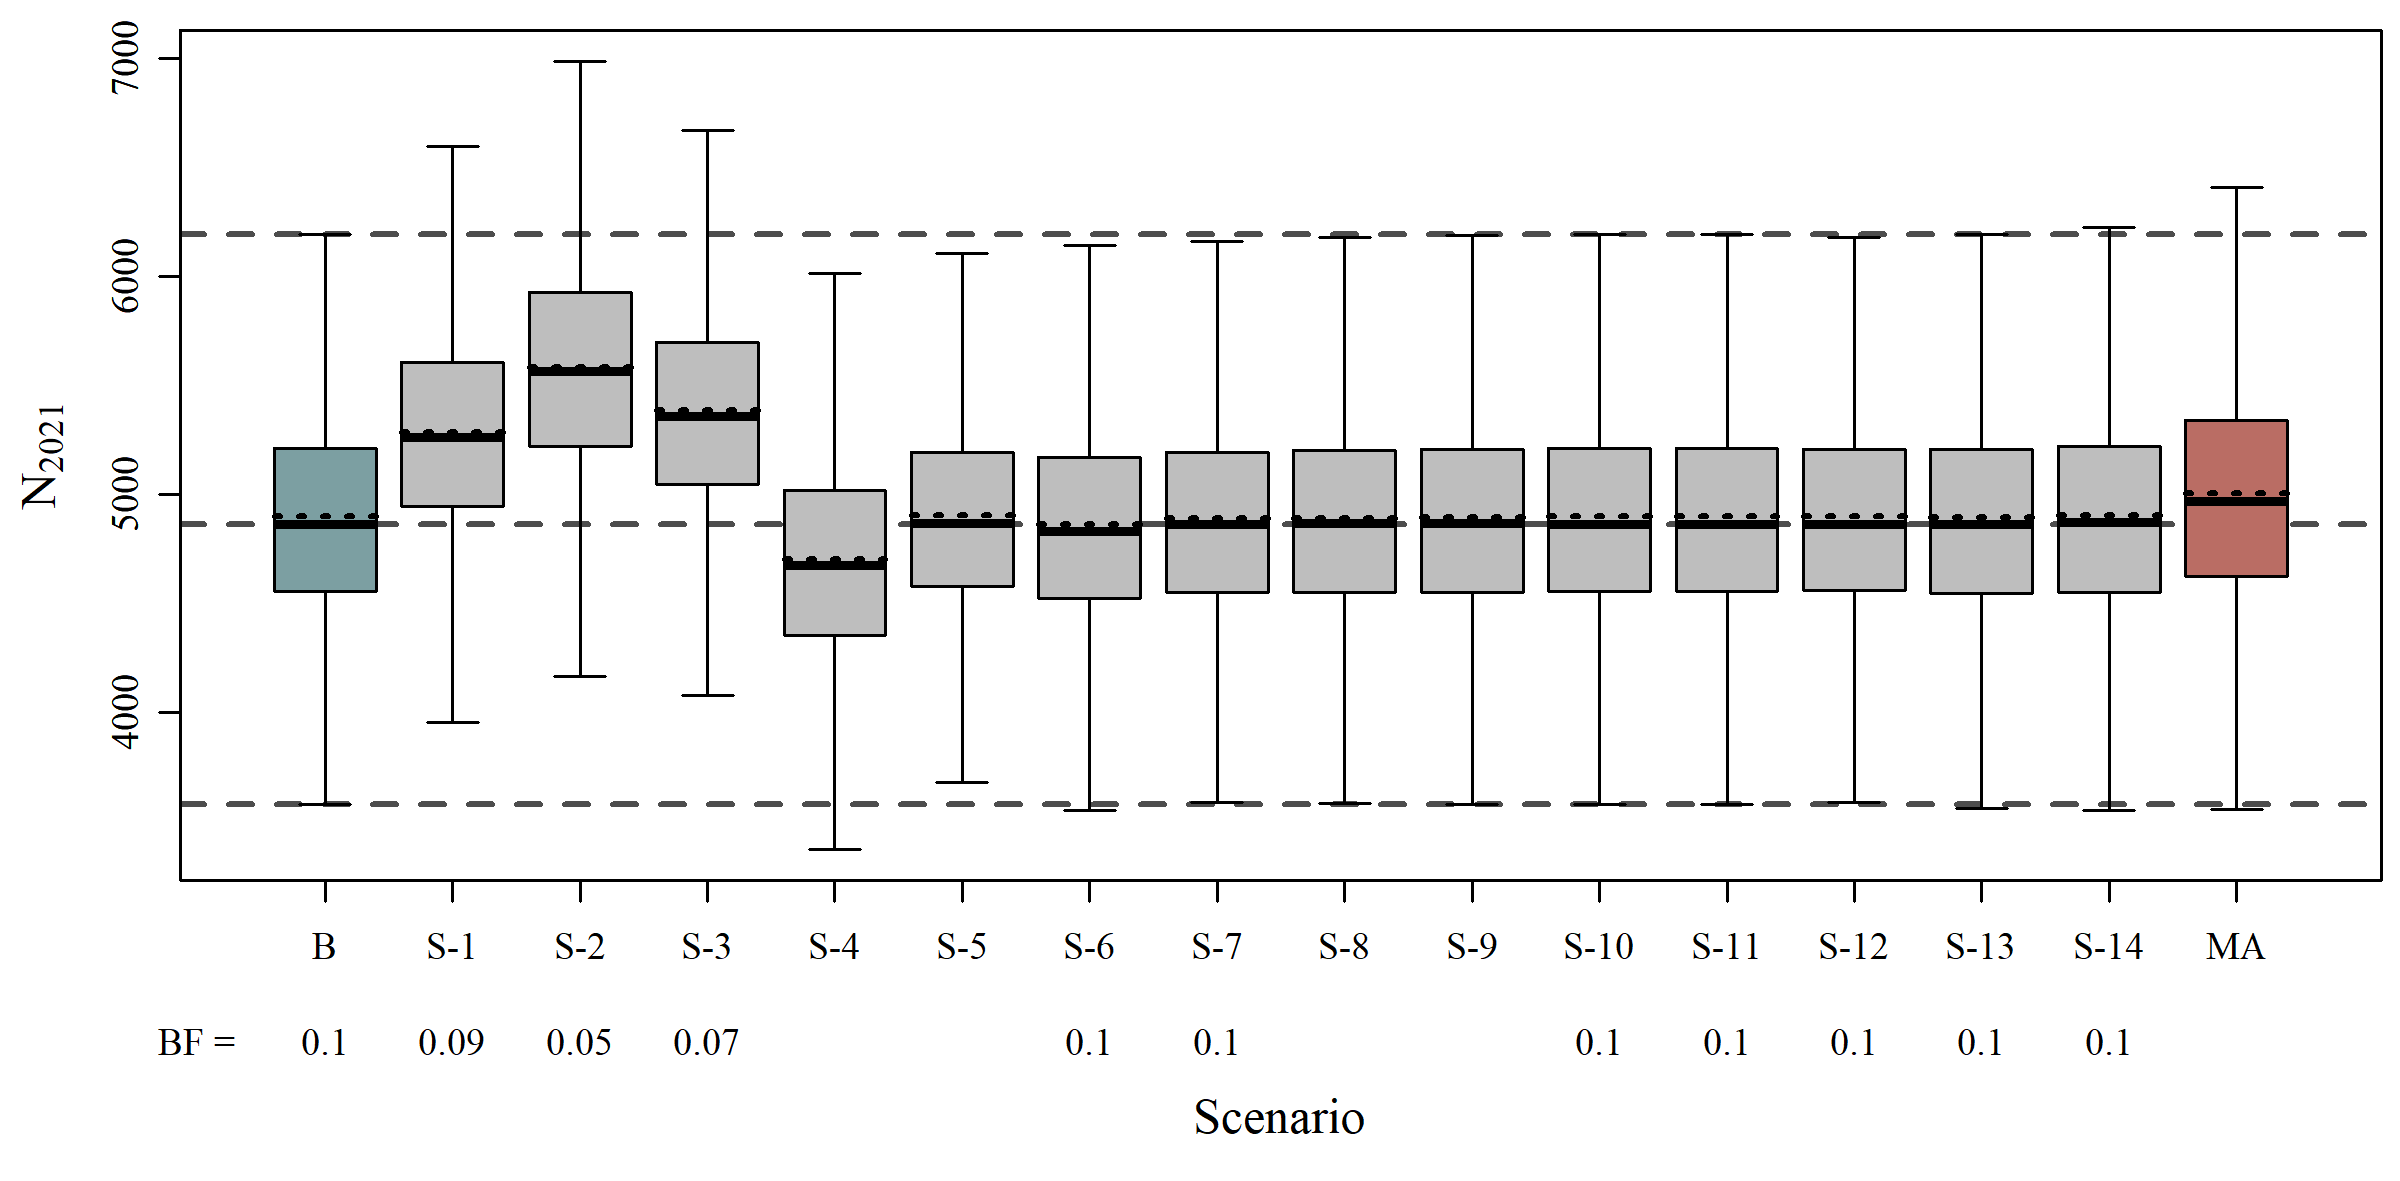 7000
6000
5000
4000
N2021
B S-1 S-2 S-3 S-4 S-5 S-6 S-7 S-8 S-9 S-10 S-11 S-12 S-13 S-14 MA
BF = 0.1 0.09 0.05 0.07 0.1 0.1 0.1 0.1 0.1 0.1 0.1
Scenario